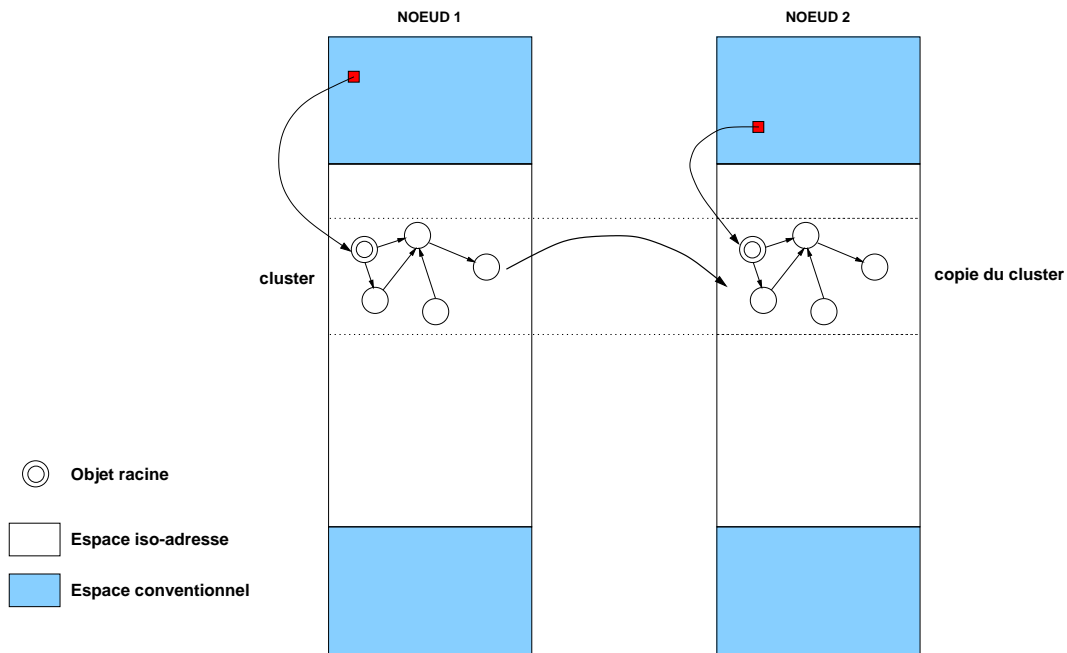 NOEUD 1
NOEUD 2
cluster
copie du cluster
Objet racine
Espace iso-adresse
Espace conventionnel